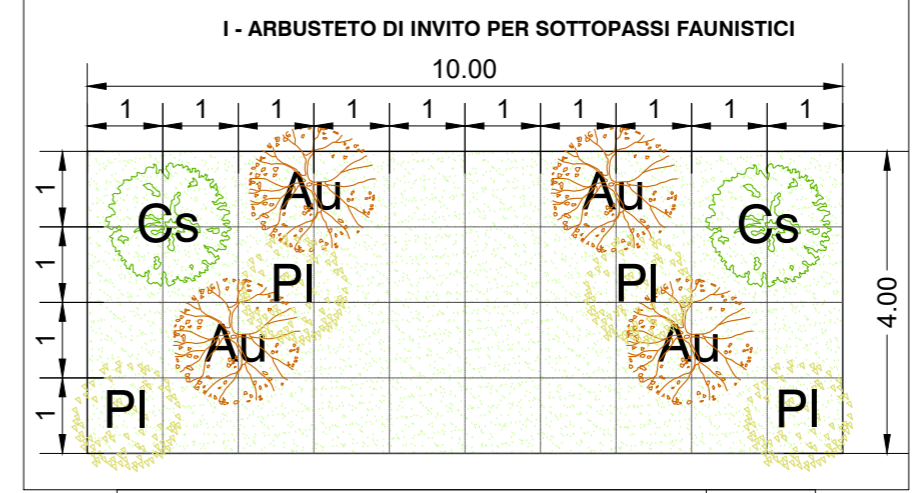 I - ARBUSTETO DI INVITO PER SOTTOPASSI FAUNISTICI
10.00
1 1 1 1 1 1 1 1 1 1
Au Au
1
Cs Cs
1
Pl Pl
4.00
1
Au Au
1
Pl Pl